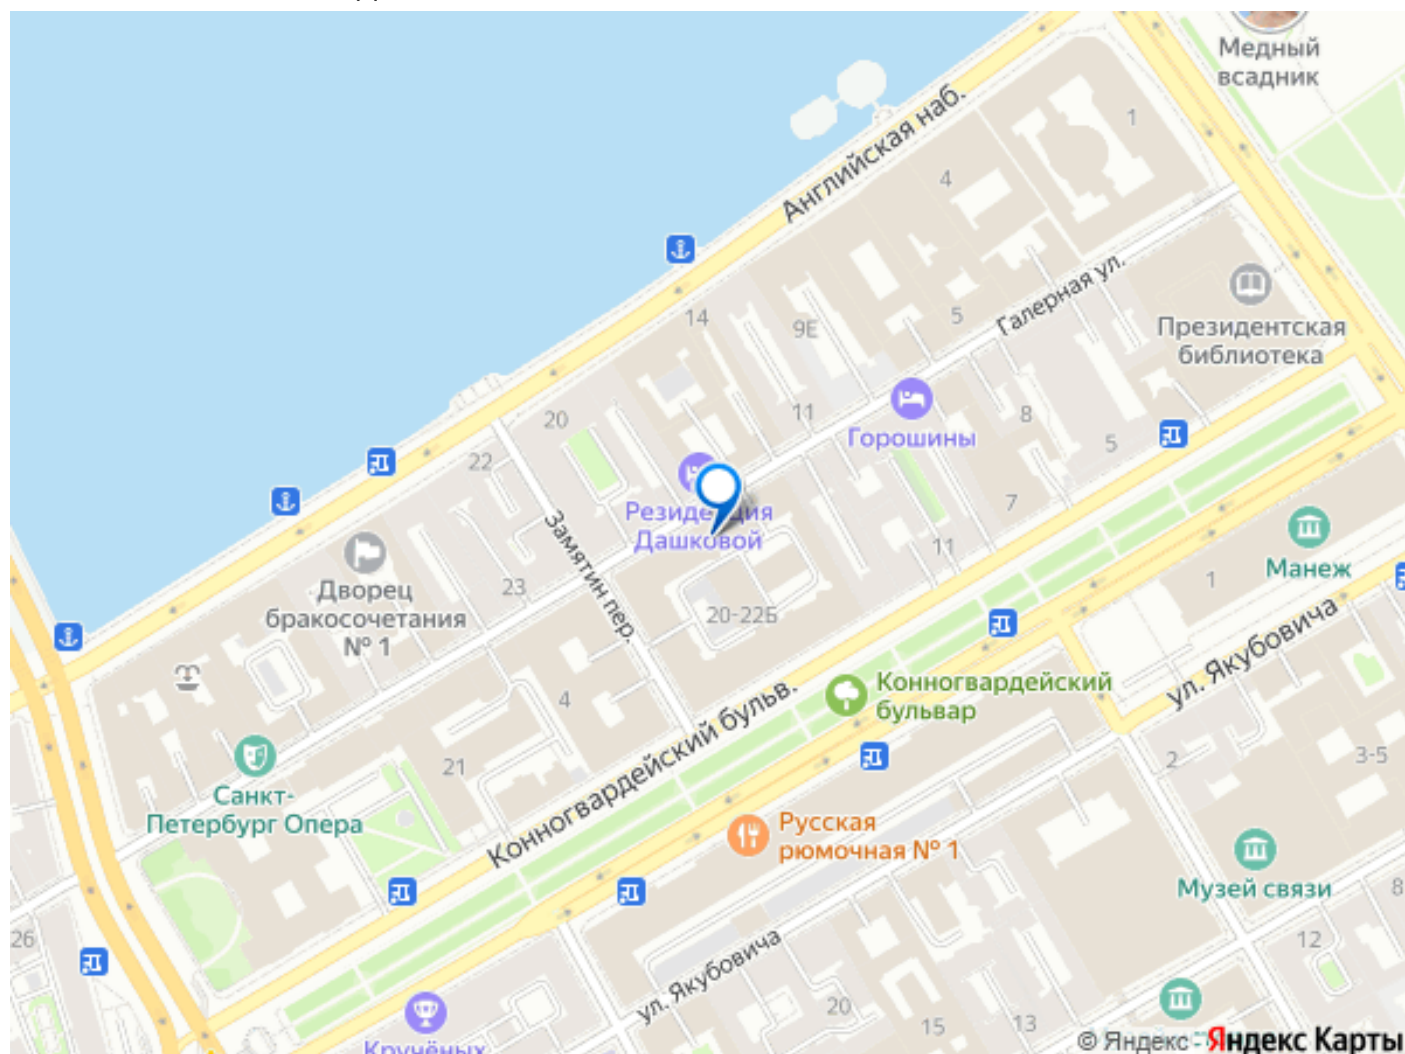 Медный
всадник
1
Английская наб.
4
Галерная ул.
5
14
9Е
Президентская
библиотека
11
Горошины
8
5
20
22
Резиденция
Дашковой
7
11
Манеж
1
Замятин пер.
Дворец
бракосочетания
№ 1
23
20-22Б
ул. Якубовича
4
Конногвардейский
бульвар
Конногвардейский бульв.
21
2
3-5
Санкт-
Петербург Опера
Русская
рюмочная № 1
Музей связи
8
26
12
ул. Якубовича
20
15
13
Кручёных
© Яндекс - Яндекс Карты